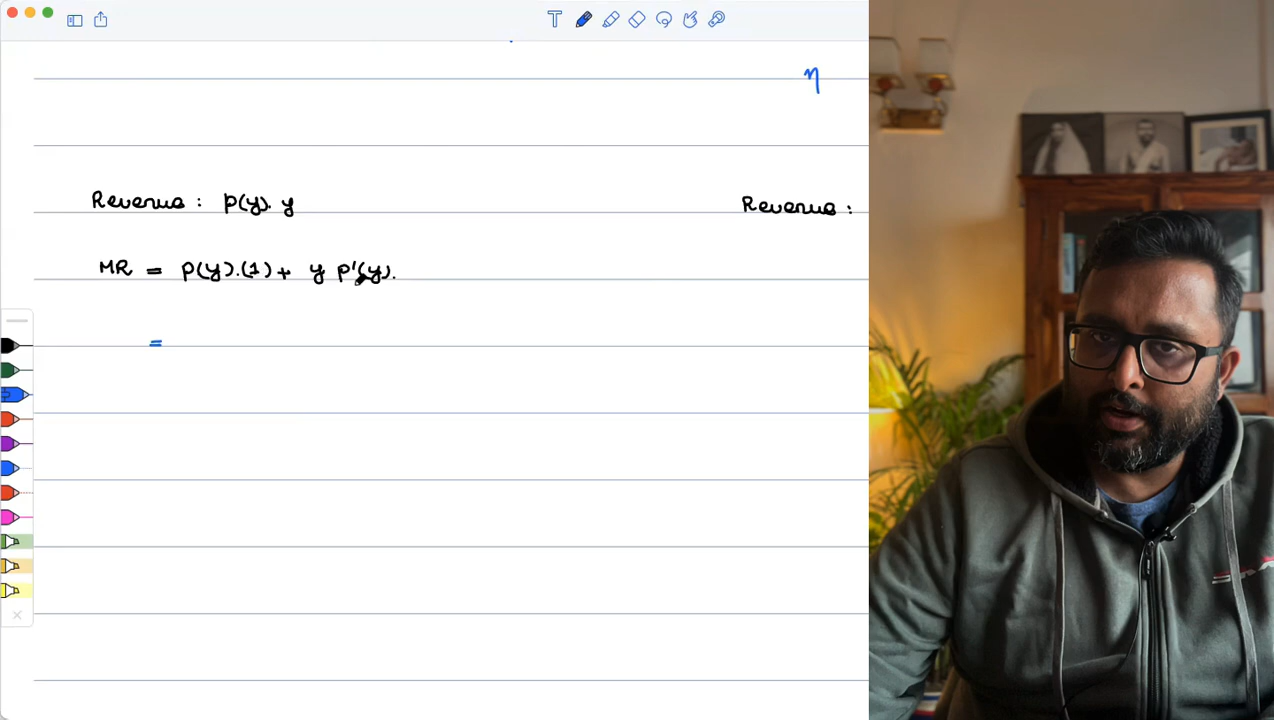 η
Revenue : p(y). y
Revenue :
MR = p(y).(1) + y p'(y).
=